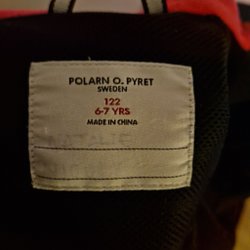 POLARN O. PYRET
SWEDEN
122
6-7 YRS
MADE IN CHINA